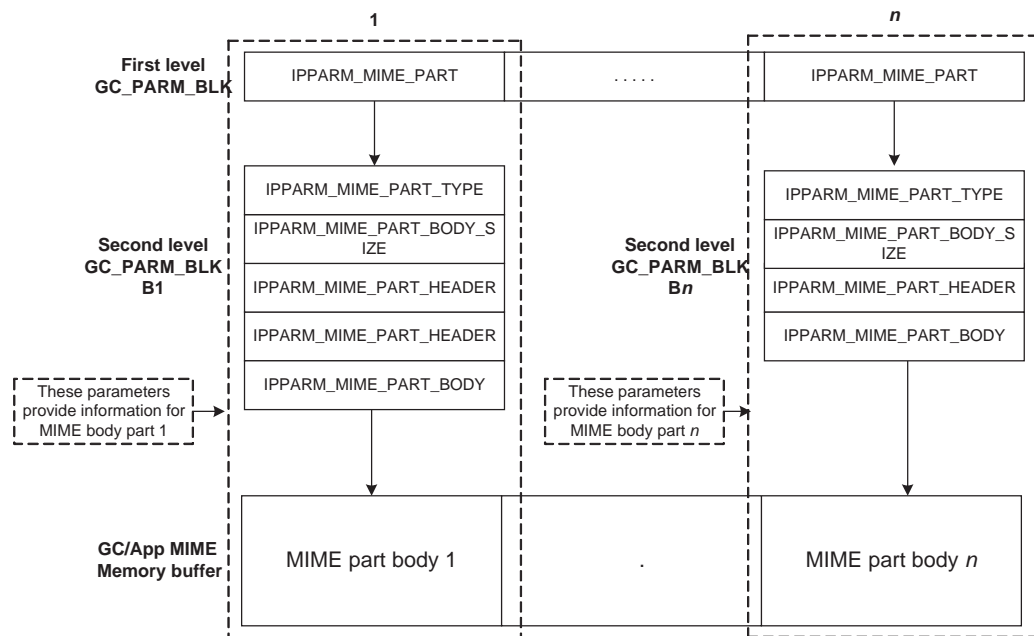 1
n
First level
GC_PARM_BLK
IPPARM_MIME_PART
. . . . .
IPPARM_MIME_PART
Second level
GC_PARM_BLK
B1
IPPARM_MIME_PART_TYPE
IPPARM_MIME_PART_BODY_S
IZE
IPPARM_MIME_PART_HEADER
IPPARM_MIME_PART_HEADER
IPPARM_MIME_PART_BODY
Second level
GC_PARM_BLK
Bn
IPPARM_MIME_PART_TYPE
IPPARM_MIME_PART_BODY_S
IZE
IPPARM_MIME_PART_HEADER
IPPARM_MIME_PART_BODY
These parameters
provide information for
MIME body part 1
These parameters
provide information for
MIME body part n
GC/App MIME
Memory buffer
MIME part body 1
.
MIME part body n